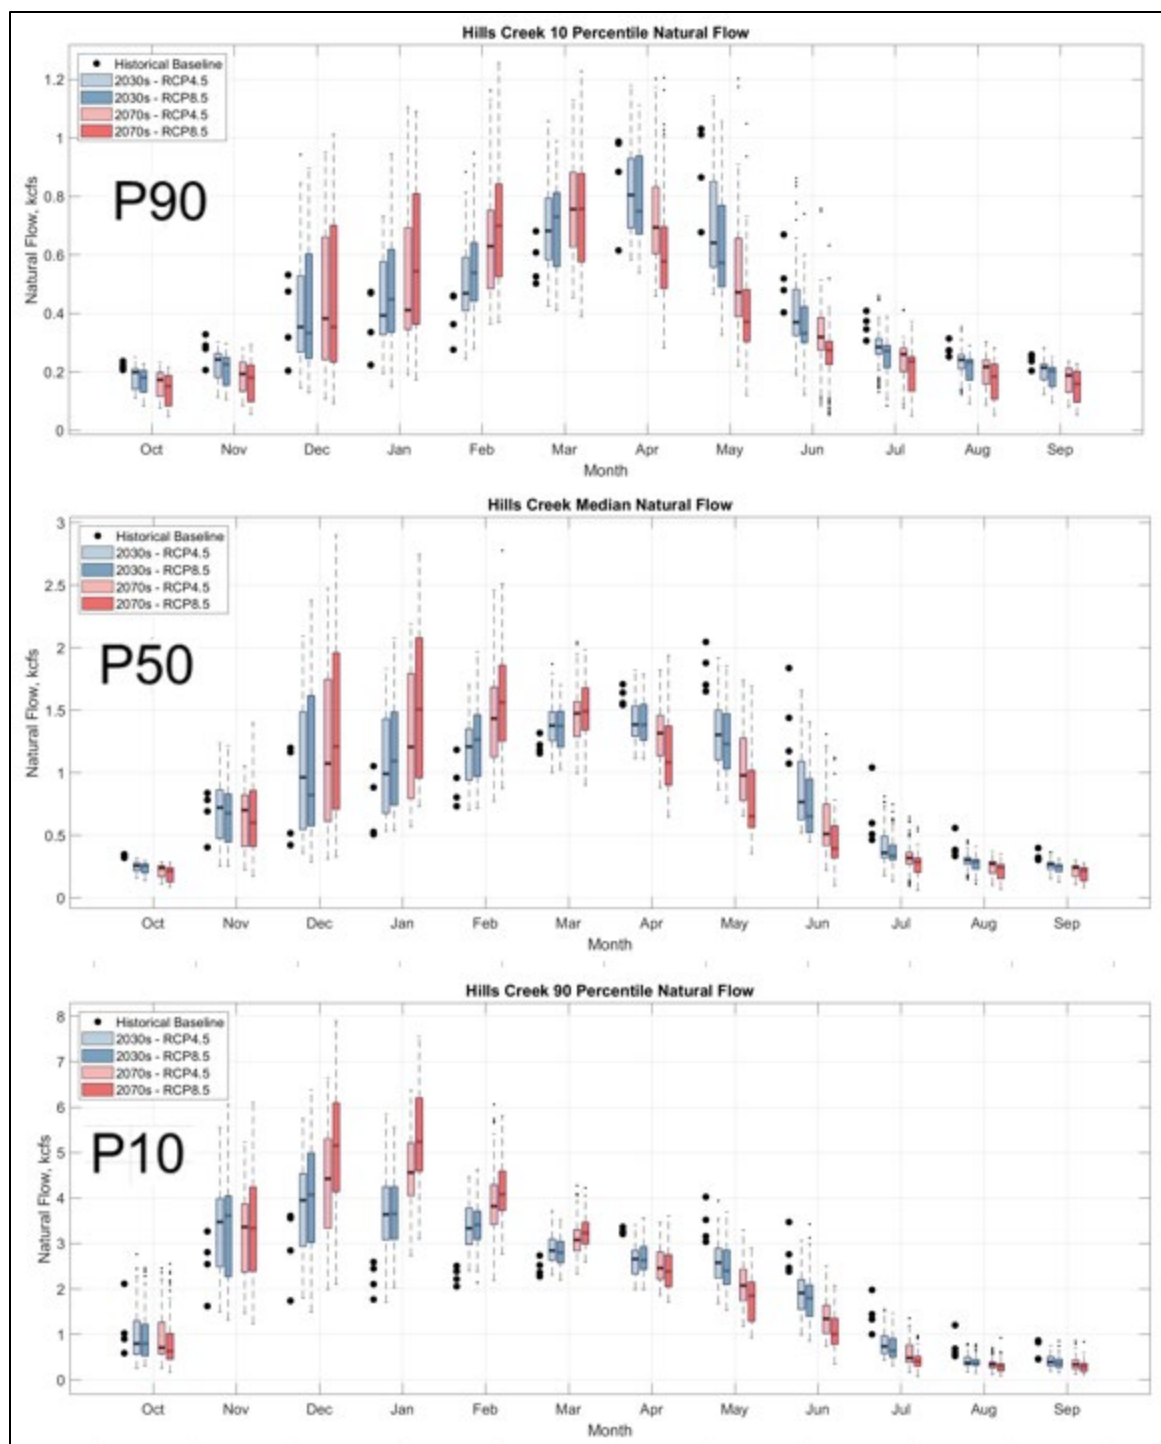 Hills Creek 10 Percentile Natural Flow
Historical Baseline
2030s - RCP4.5
2030s - RCP8.5
2070s - RCP4.5
2070s - RCP8.5
P90
Natural Flow, kcfs
1.2
1
0.8
0.6
0.4
0.2
0
Oct Nov Dec Jan Feb Mar Apr May Jun Jul Aug Sep
Month
Hills Creek Median Natural Flow
Historical Baseline
2030s - RCP4.5
2030s - RCP8.5
2070s - RCP4.5
2070s - RCP8.5
P50
Natural Flow, kcfs
3
2.5
2
1.5
1
0.5
0
Oct Nov Dec Jan Feb Mar Apr May Jun Jul Aug Sep
Month
Hills Creek 90 Percentile Natural Flow
Historical Baseline
2030s - RCP4.5
2030s - RCP8.5
2070s - RCP4.5
2070s - RCP8.5
P10
Natural Flow, kcfs
8
7
6
5
4
3
2
1
0
Oct Nov Dec Jan Feb Mar Apr May Jun Jul Aug Sep
Month